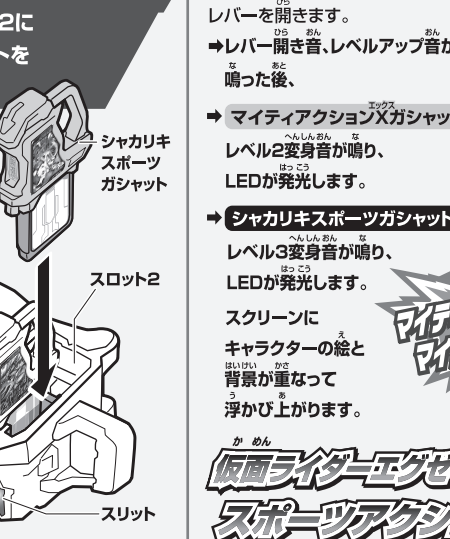 2に
トを
シャカリキ
スポーツ
ガシャット
スロット2
スリット
レバーを開きます。
➡レバー開き音、レベルアップ音が
鳴った後、
➡ マイティアクションXガシャッ
レベル2変身音が鳴り、
LEDが発光します。
➡ シャカリキスポーツガシャット
レベル3変身音が鳴り、
LEDが発光します。
スクリーンに
キャラクターの絵と
背景が重なって
浮かび上がります。
マイテ
マイ
仮面ライダーエグゼ
スポーツアクシ